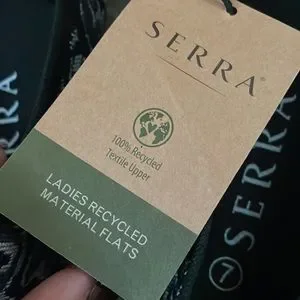 SERRA®
100% Recycled
Textile Upper
LADIES RECYCLED
MATERIAL FLATS
SERRA
7 SERRA